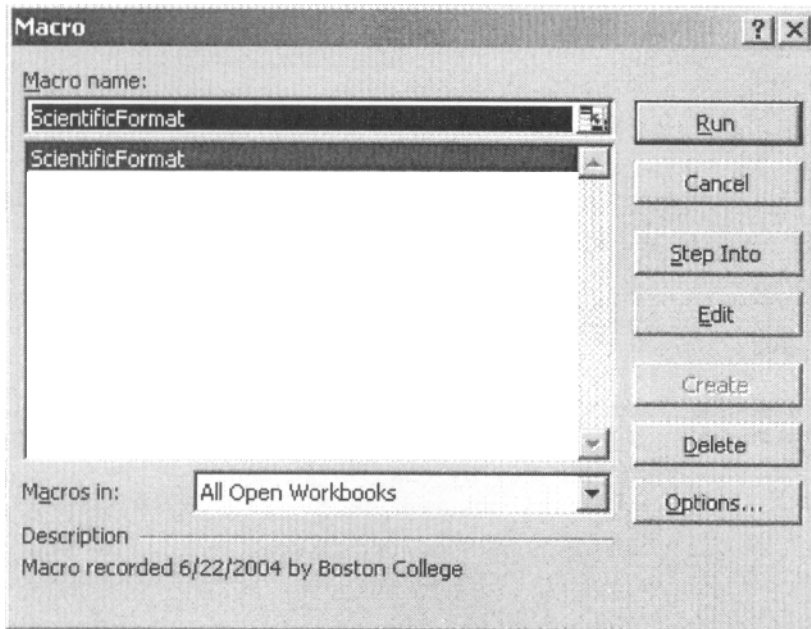 Macro
Macro name:
ScientificFormat
ScientificFormat
Run
Cancel
Step Into
Edit
Create
Delete
Options...
Macros in:
All Open Workbooks
Description
Macro recorded 6/22/2004 by Boston College